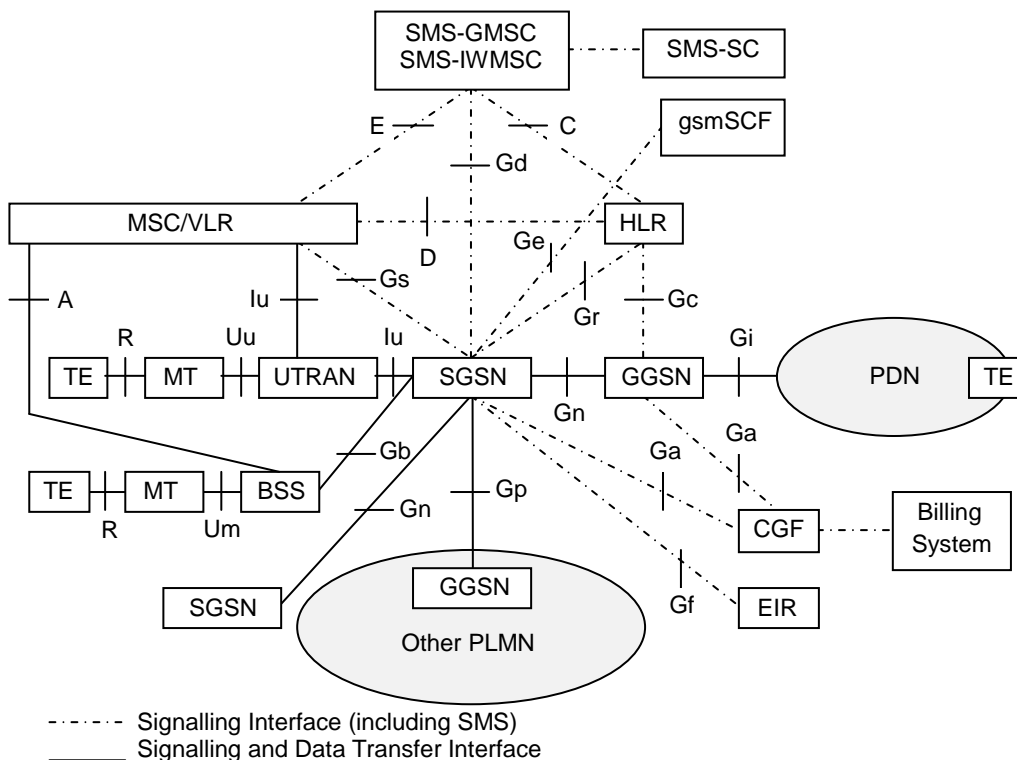 SMS-GMSC
SMS-IWMSC
SMS-SC
gsmSCF
E
C
Gd
MSC/VLR
HLR
D
Ge
Gs
Gr
Gc
A
Iu
R
Uu
Iu
Gi
TE
MT
UTRAN
SGSN
GGSN
PDN
TE
Gn
Ga
Ga
Gb
TE
MT
BSS
R
Um
Gn
Gp
CGF
Billing
System
SGSN
GGSN
Gf
EIR
Other PLMN
Signalling Interface (including SMS)
Signalling and Data Transfer Interface